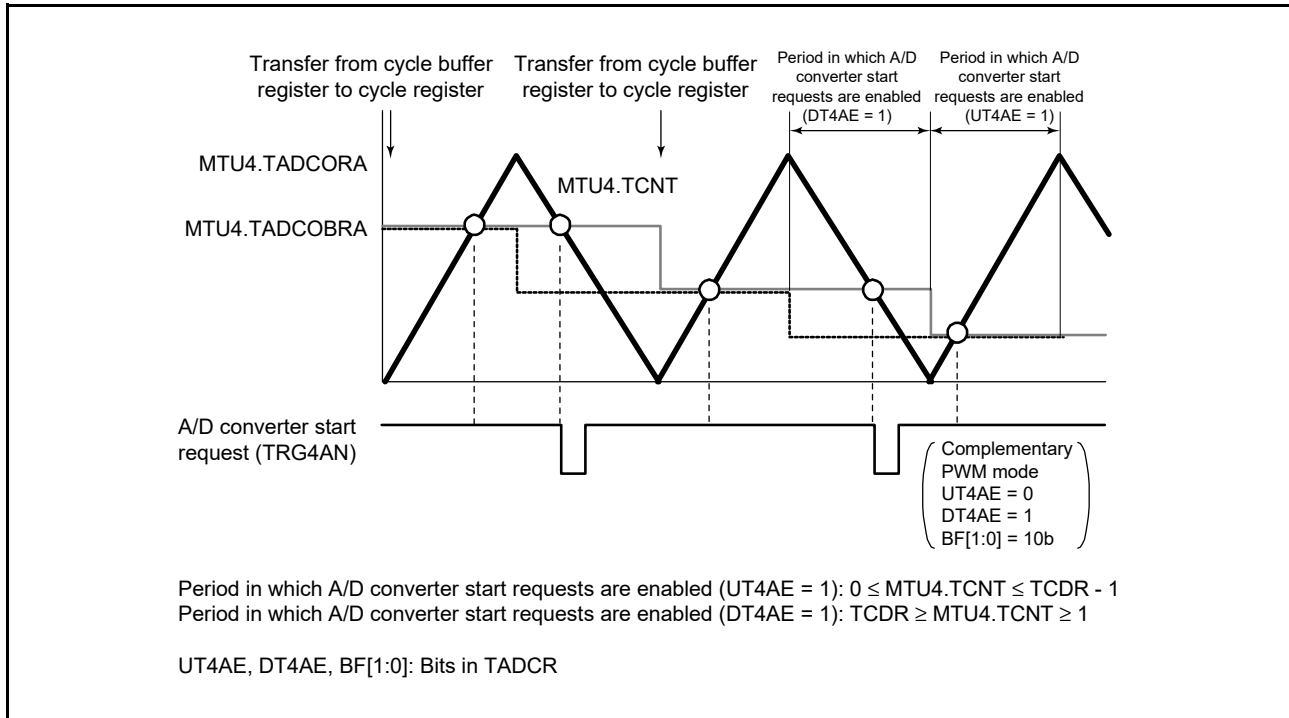 Transfer from cycle buffer
register to cycle register
Transfer from cycle buffer
register to cycle register
Period in which A/D
converter start
requests are enabled
(DT4AE = 1)
Period in which A/D
converter start
requests are enabled
(UT4AE = 1)
MTU4.TADCORA
MTU4.TCNT
MTU4.TADCOBRA
A/D converter start
request (TRG4AN)
Complementary
PWM mode
UT4AE = 0
DT4AE = 1
BF[1:0] = 10b
Period in which A/D converter start requests are enabled (UT4AE = 1): 0 ≤ MTU4.TCNT ≤ TCDR - 1
Period in which A/D converter start requests are enabled (DT4AE = 1): TCDR ≥ MTU4.TCNT ≥ 1
UT4AE, DT4AE, BF[1:0]: Bits in TADCR